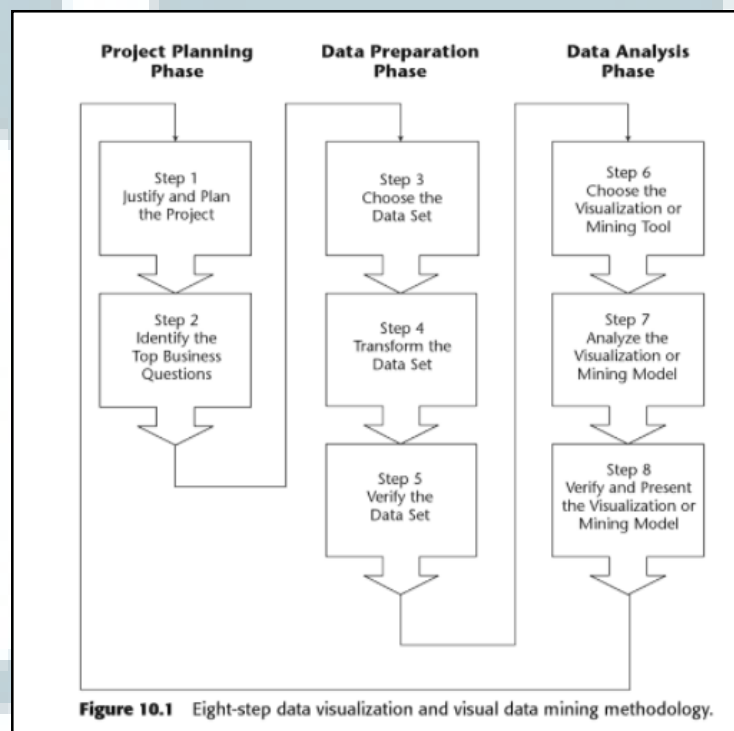 Project Planning
Phase
Data Preparation
Phase
Data Analysis
Phase
Step 1
Justify and Plan
the Project
Step 2
Identify the
Top Business
Questions
Step 3
Choose the
Data Set
Step 4
Transform the
Data Set
Step 5
Verify the
Data Set
Step 6
Choose the
Visualization or
Mining Tool
Step 7
Analyze the
Visualization or
Mining Model
Step 8
Verify and Present
the Visualization or
Mining Model
Figure 10.1 Eight-step data visualization and visual data mining methodology.